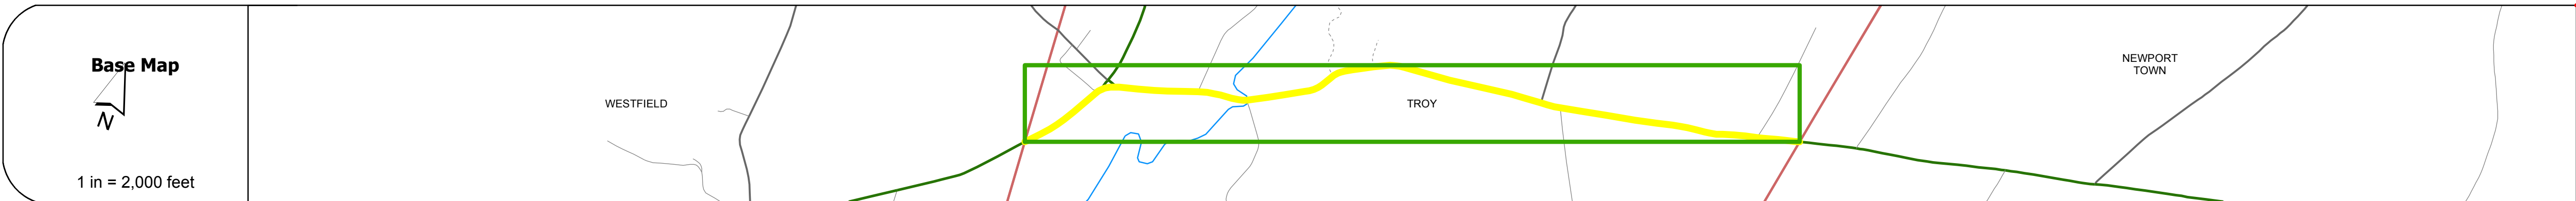 Base Map
N
1 in = 2,000 feet
WESTFIELD
TROY
NEWPORT
TOWN